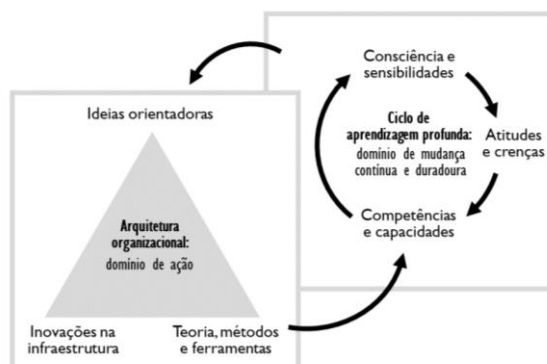 Ideias orientadoras
Arquitetura
organizacional:
domínio de ação
Inovações na
infraestrutura
Teoria, métodos
e ferramentas
Consciência e
sensibilidades
Ciclo de
aprendizagem profunda:
domínio de mudança
contínua e duradoura
Atitudes
e crenças
Competências
e capacidades